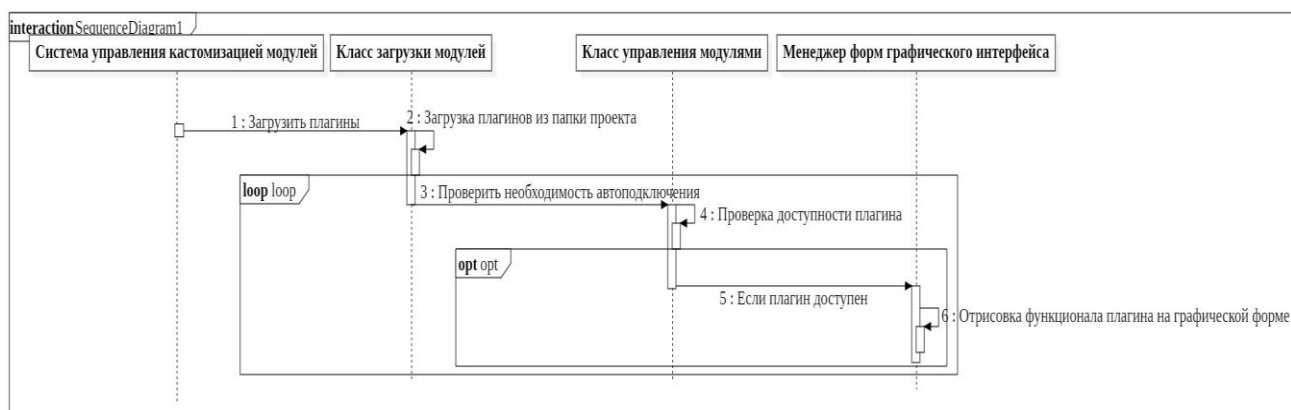 interaction SequenceDiagram1
Система управления кастомизацией модулей
Класс загрузки модулей
Класс управления модулями
Менеджер форм графического интерфейса
1 : Загрузить плагины
2 : Загрузка плагинов из папки проекта
loop loop
3 : Проверить необходимость автоподключения
4 : Проверка доступности плагина
opt opt
5 : Если плагин доступен
6 : Отрисовка функционала плагина на графической форме